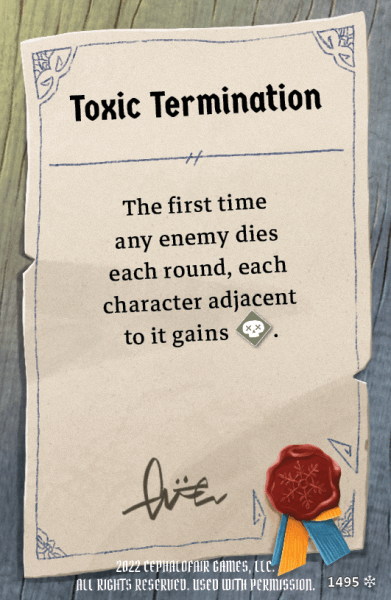 Toxic Termination
The first time
any enemy dies
each round, each
character adjacent
to it gains .
2022 CEPHALOFAIR GAMES, LLC.
ALL RIGHTS RESERVED. USED WITH PERMISSION.
1495